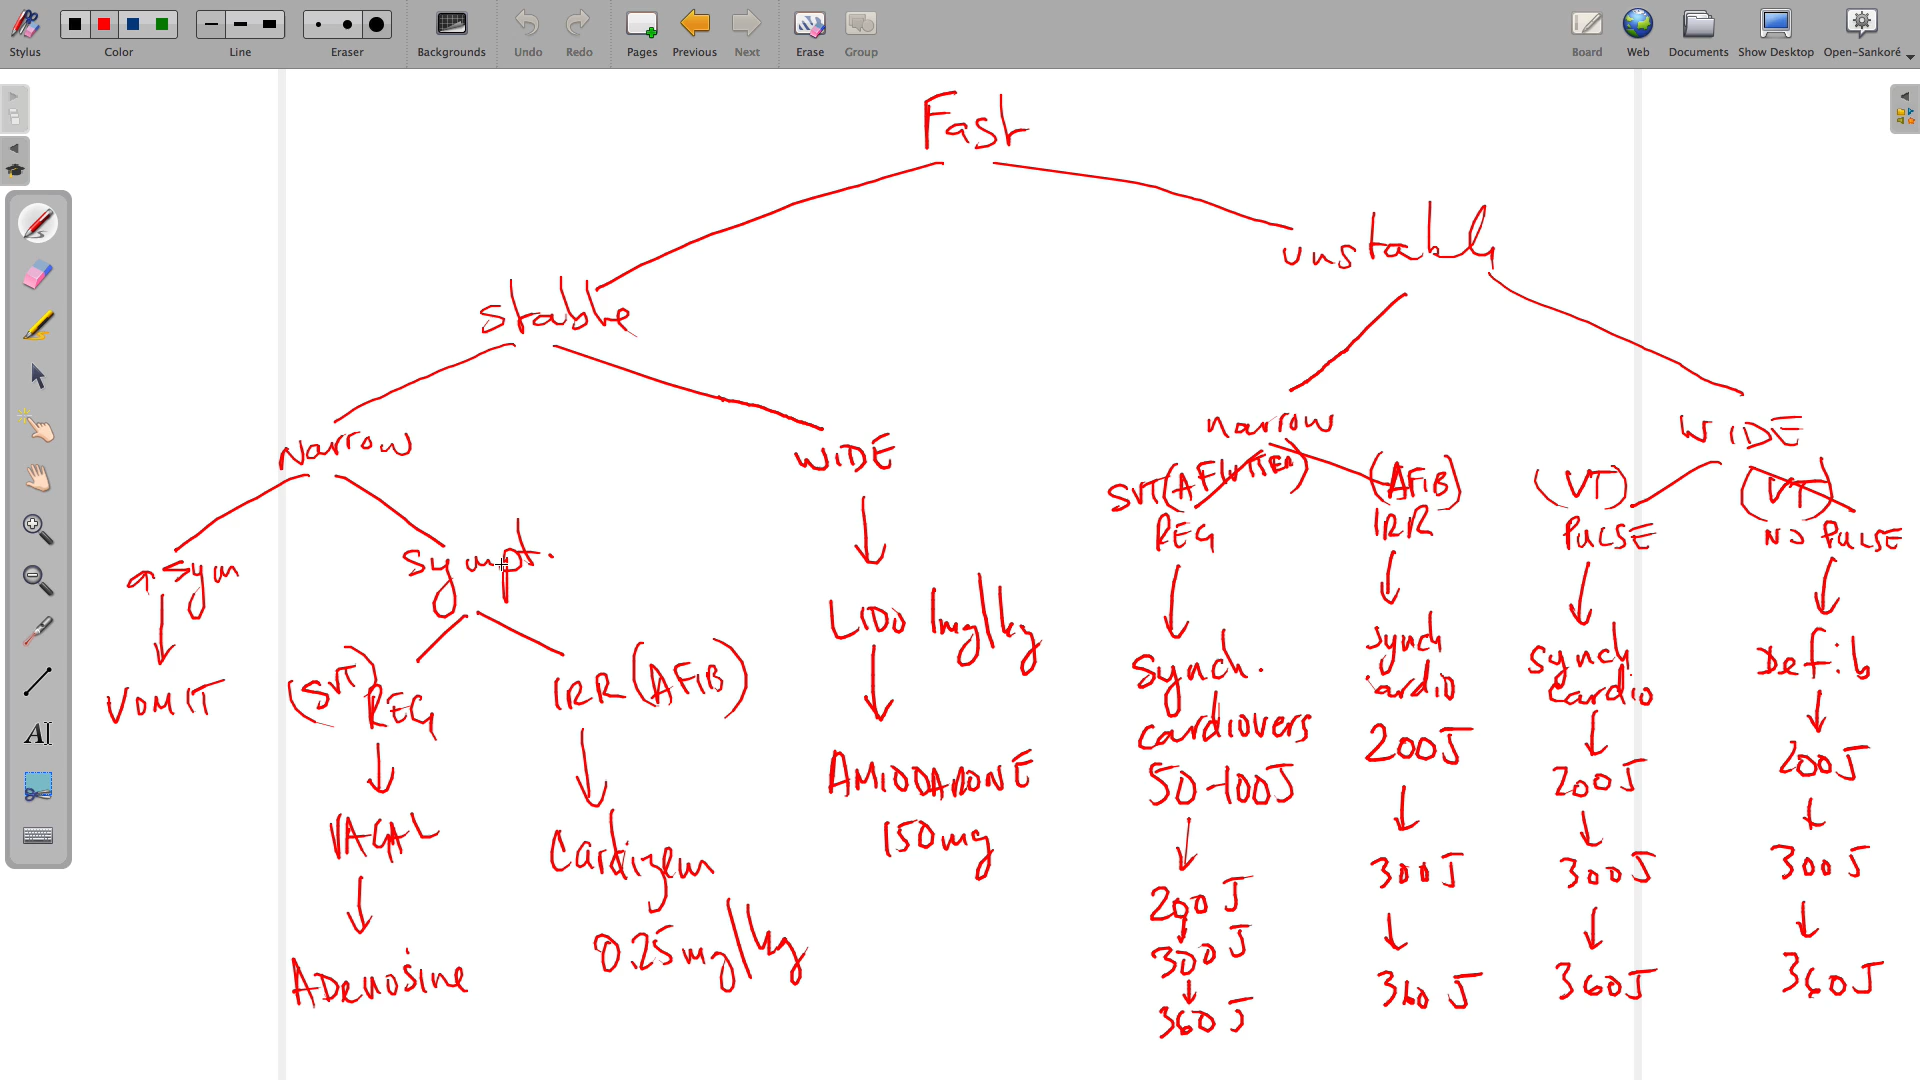 Stylus Color Line Eraser Backgrounds Undo Redo Pages Previous Next Erase Group Board Web Documents Show Desktop Open-Sankoré
Fast
stable
unstable
Narrow
WIDE
narrow
WIDE
Sym
VOMIT
Sympt.
(SVT) REG
VAGAL
ADenosine
IRR (AFIB)
Cardizem
0.25mg/kg
LIDO 1mg/kg
AMIODARONE
150mg
SVT (A FLUTTER)
REG
Synch.
cardiovers
50-100J
200J
300J
360J
(AFiB)
IRR
Synch
cardio
200J
300J
360J
(VT)
PULSE
Synch
cardio
200J
300J
360J
(VT)
NO PULSE
Defib
200J
300J
360J
AI